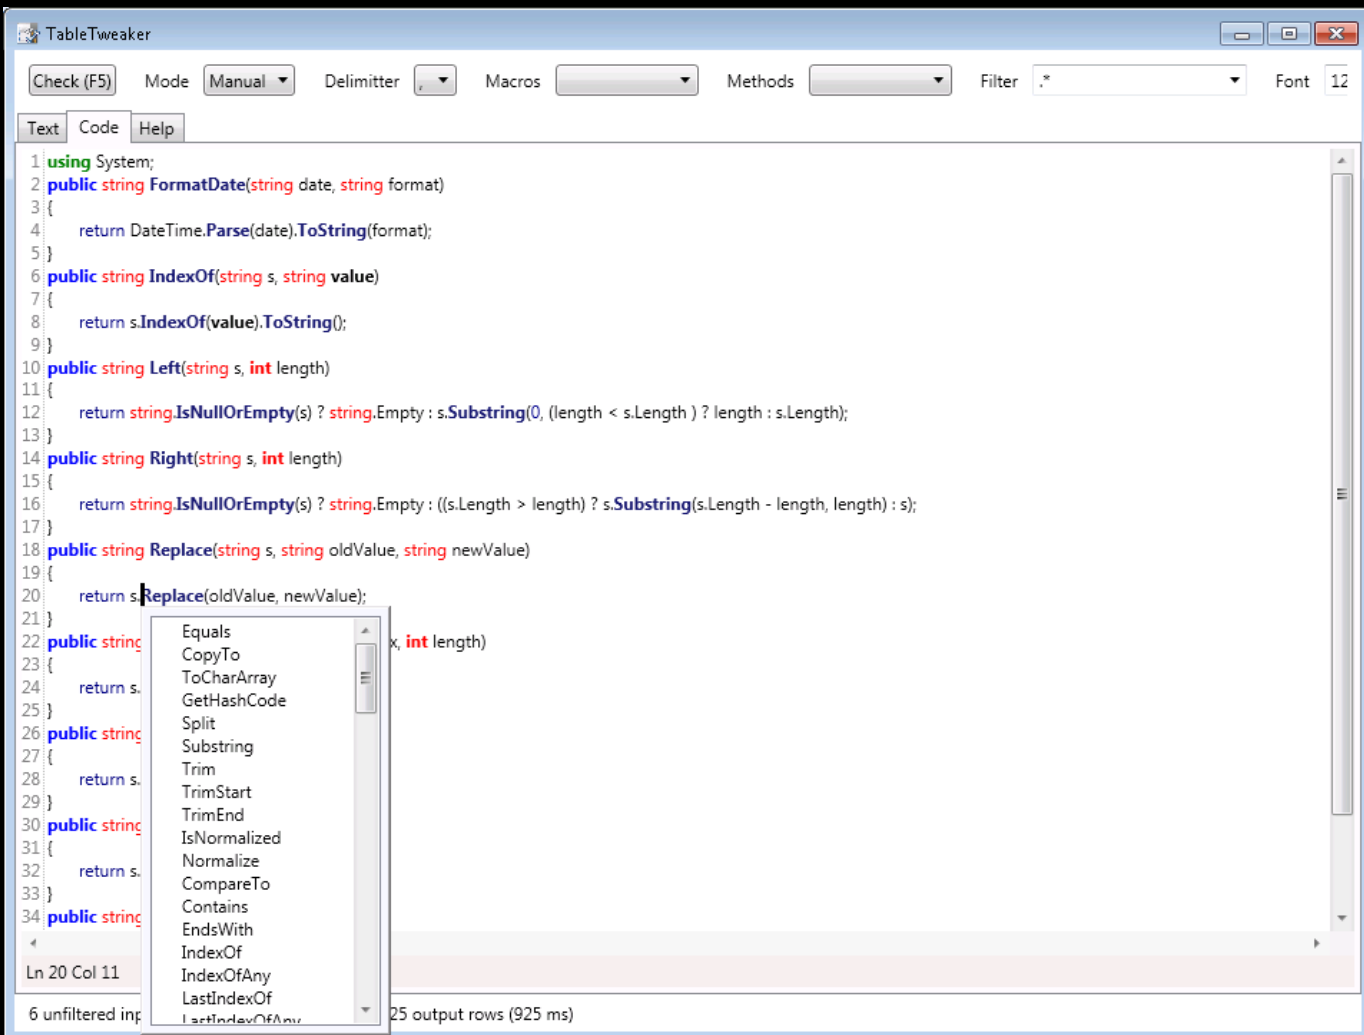 TableTweaker
Check (F5) Mode Manual Delimitter , Macros Methods Filter .* Font 12
Text Code Help
1 using System;
2 public string FormatDate(string date, string format)
3 {
4 return DateTime.Parse(date).ToString(format);
5 }
6 public string IndexOf(string s, string value)
7 {
8 return s.IndexOf(value).ToString();
9 }
10 public string Left(string s, int length)
11 {
12 return string.IsNullOrEmpty(s) ? string.Empty : s.Substring(0, (length < s.Length ) ? length : s.Length);
13 }
14 public string Right(string s, int length)
15 {
16 return string.IsNullOrEmpty(s) ? string.Empty : ((s.Length > length) ? s.Substring(s.Length - length, length) : s);
17 }
18 public string Replace(string s, string oldValue, string newValue)
19 {
20 return s.Replace(oldValue, newValue);
21 }
22 public string x, int length)
23 {
24 return s.
25 }
26 public string
27 {
28 return s.
29 }
30 public string
31 {
32 return s.
33 }
34 public string
Equals
CopyTo
ToCharArray
GetHashCode
Split
Substring
Trim
TrimStart
TrimEnd
IsNormalized
Normalize
CompareTo
Contains
EndsWith
IndexOf
IndexOfAny
LastIndexOf
LastIndexOfAny
Ln 20 Col 11
6 unfiltered inp 25 output rows (925 ms)